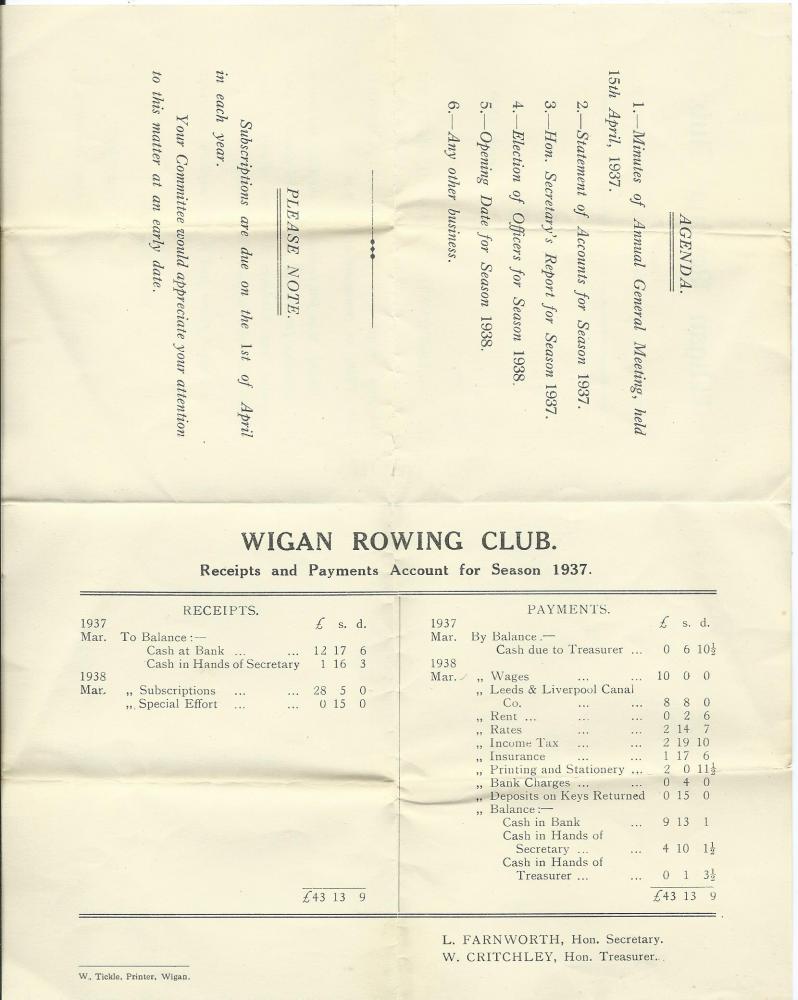 AGENDA.
1.—Minutes of Annual General Meeting, held
15th April, 1937.
2.—Statement of Accounts for Season 1937.
3.—Hon. Secretary's Report for Season 1937.
4.—Election of Officers for Season 1938.
5.—Opening Date for Season 1938.
6.—Any other business.
PLEASE NOTE.
Subscriptions are due on the 1st of April
in each year.
Your Committee would appreciate your attention
to this matter at an early date.
WIGAN ROWING CLUB.
Receipts and Payments Account for Season 1937.
RECEIPTS.
1937 £ s. d.
Mar. To Balance :—
Cash at Bank ... ... 12 17 6
Cash in Hands of Secretary 1 16 3
1938
Mar. „ Subscriptions ... ... 28 5 0
„ Special Effort ... ... 0 15 0
£43 13 9
PAYMENTS.
1937 £ s. d.
Mar. By Balance :—
Cash due to Treasurer ... 0 6 10½
1938
Mar. „ Wages ... ... 10 0 0
„ Leeds & Liverpool Canal
Co. ... ... 8 8 0
„ Rent ... ... ... 0 2 6
„ Rates ... ... 2 14 7
„ Income Tax ... ... 2 19 10
„ Insurance ... ... 1 17 6
„ Printing and Stationery ... 2 0 11½
„ Bank Charges ... ... 0 4 0
„ Deposits on Keys Returned 0 15 0
„ Balance :—
Cash in Bank ... 9 13 1
Cash in Hands of
Secretary ... ... 4 10 1½
Cash in Hands of
Treasurer ... ... 0 1 3½
£43 13 9
L. FARNWORTH, Hon. Secretary.
W. CRITCHLEY, Hon. Treasurer.
W. Tickle, Printer, Wigan.